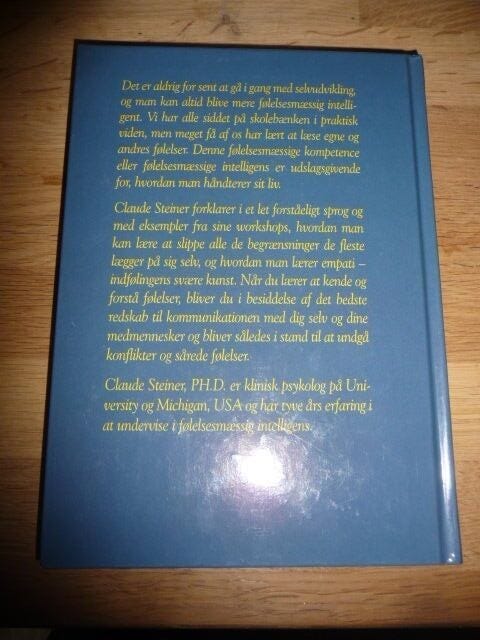 Det er aldrig for sent at gå i gang med selvudvikling,
og man kan altid blive mere følelsesmæssig intelli-
gent. Vi har alle siddet på skolebænken i praktisk
viden, men meget få af os har lært at læse egne og
andres følelser. Denne følelsesmæssige kompetence
eller følelsesmæssige intelligens er udslagsgivende
for, hvordan man håndterer sit liv.
Claude Steiner forklarer i et let forståeligt sprog og
med eksempler fra sine workshops, hvordan man
kan lære at slippe alle de begrænsninger de fleste
lægger på sig selv, og hvordan man lærer empati –
indfølingens svære kunst. Når du lærer at kende og
forstå følelser, bliver du i besiddelse af det bedste
redskab til kommunikationen med dig selv og dine
medmennesker og bliver således i stand til at undgå
konflikter og sårede følelser.
Claude Steiner, PH.D. er klinisk psykolog på Uni-
versity og Michigan, USA og har tyve års erfaring i
at undervise i følelsesmæssig intelligens.